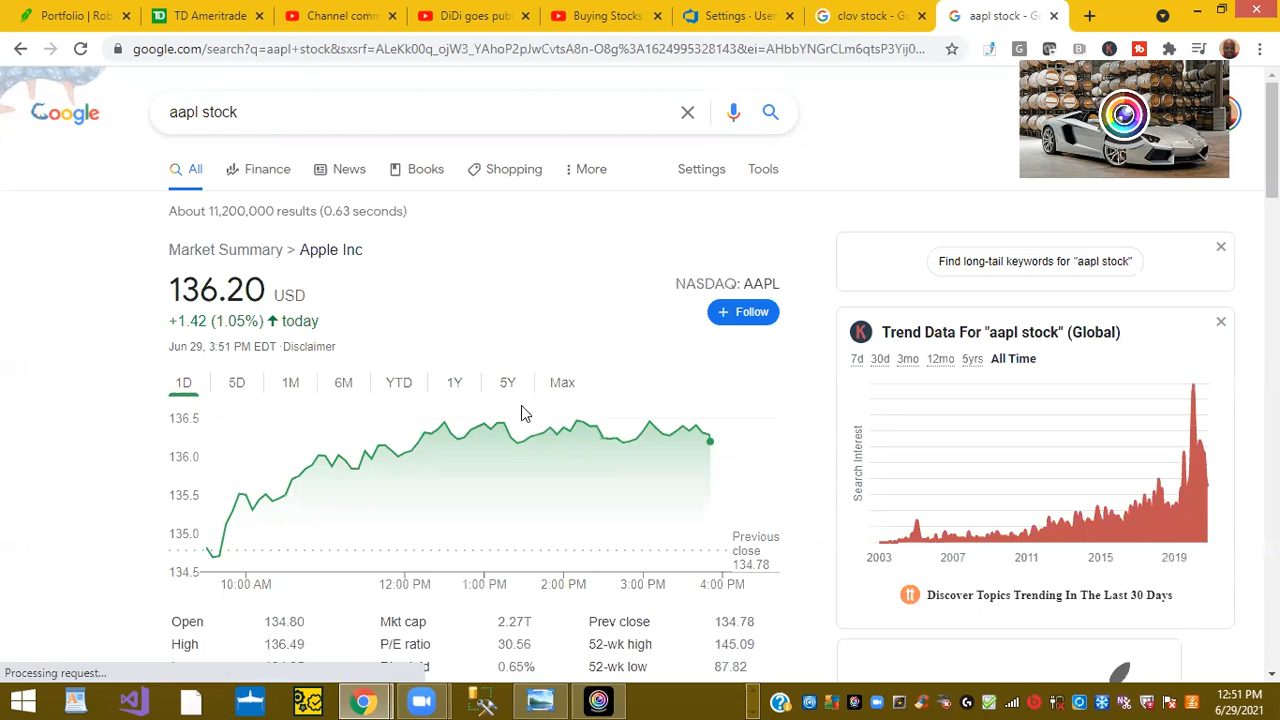 Portfolio | Rob
TD Ameritrade
Channel comm
DiDi goes pub
Buying Stocks
Settings - User
clov stock - Go
aapl stock - Go
google.com/search?q=aapl+stock&sxsrf=ALeKk00q_ojW3_YAhoP2pJwCvtsA8n-O8g%3A1624995328143&ei=AHbbYNGrCLm6qtsP3Yij0...
Google
aapl stock
All
Finance
News
Books
Shopping
More
Settings
Tools
About 11,200,000 results (0.63 seconds)
Market Summary > Apple Inc
136.20 USD
NASDAQ: AAPL
+ Follow
+1.42 (1.05%) ↑ today
Jun 29, 3:51 PM EDT · Disclaimer
1D 5D 1M 6M YTD 1Y 5Y Max
136.5
136.0
135.5
135.0
134.5
Previous
close
134.78
10:00 AM 12:00 PM 1:00 PM 2:00 PM 3:00 PM 4:00 PM
Open 134.80 Mkt cap 2.27T Prev close 134.78
High 136.49 P/E ratio 30.56 52-wk high 145.09
0.65% 52-wk low 87.82
Find long-tail keywords for "aapl stock"
Trend Data For "aapl stock" (Global)
7d 30d 3mo 12mo 5yrs All Time
Search Interest
2003 2007 2011 2015 2019
Discover Topics Trending In The Last 30 Days
Processing request...
12:51 PM
6/29/2021